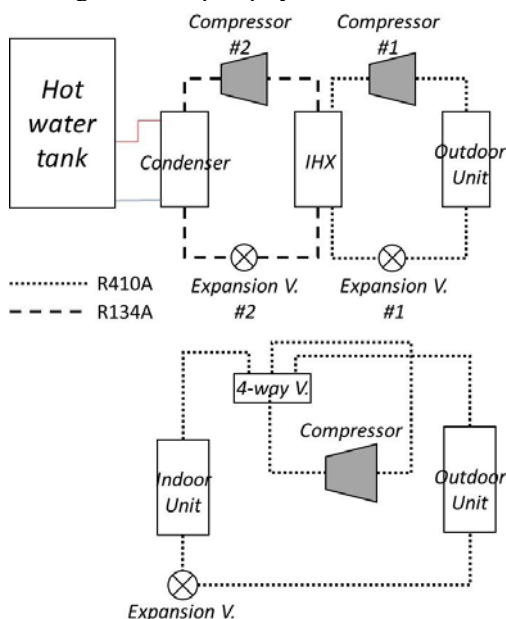 Compressor
#2
Compressor
#1
Hot
water
tank
Condenser
IHX
Outdoor
Unit
Expansion V.
#2
Expansion V.
#1
R410A
R134A
4-way V.
Compressor
Indoor
Unit
Outdoor
Unit
Expansion V.